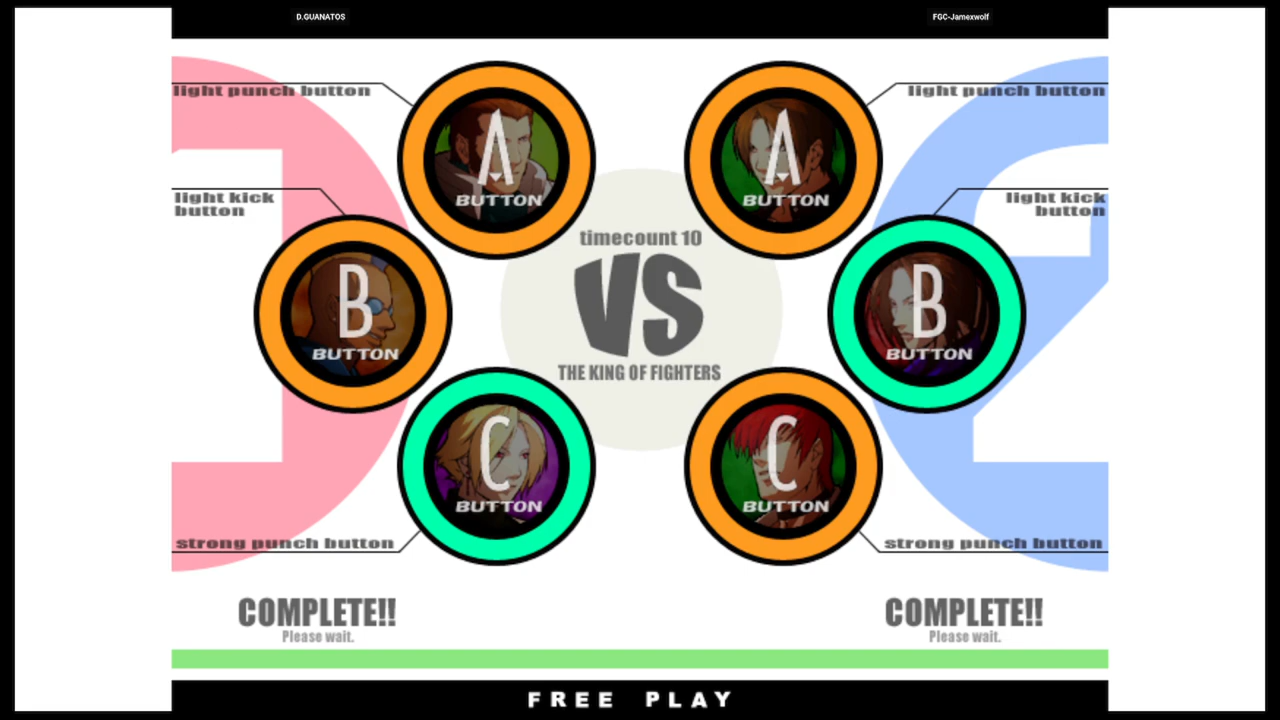 D.GUANATOS
FGC-Jamexwolf
light punch button
light punch button
A
BUTTON
A
BUTTON
light kick
button
light kick
button
timecount 10
VS
THE KING OF FIGHTERS
B
BUTTON
B
BUTTON
C
BUTTON
C
BUTTON
strong punch button
strong punch button
COMPLETE!!
Please wait.
COMPLETE!!
Please wait.
FREE PLAY